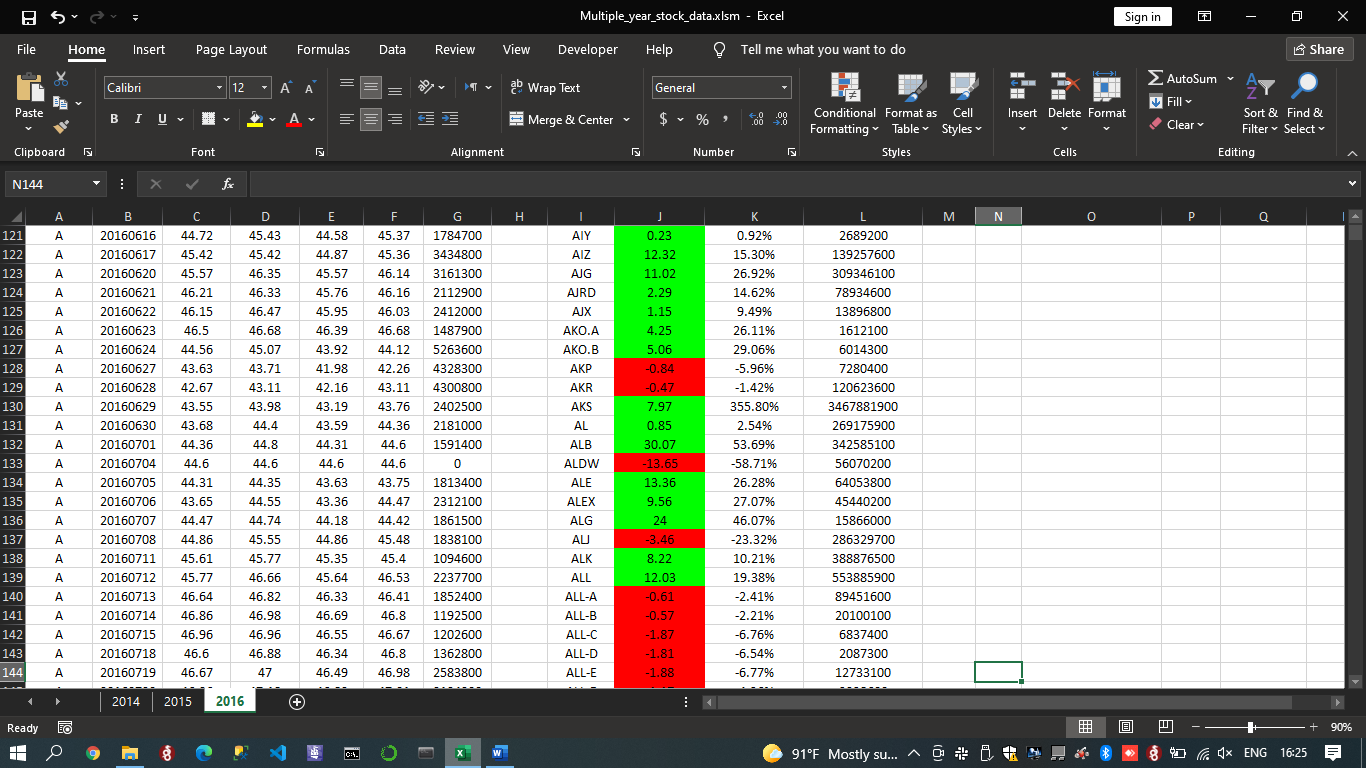 Multiple_year_stock_data.xlsm - Excel
Sign in
File Home Insert Page Layout Formulas Data Review View Developer Help Tell me what you want to do Share
Calibri 12 Wrap Text General AutoSum
Paste Conditional Formatting Format as Table Cell Styles Insert Delete Format Fill Sort & Filter Find & Select
B I U A Merge & Center $ % , Clear
Clipboard Font Alignment Number Styles Cells Editing
N144 fx
A B C D E F G H I J K L M N O P Q
121 A 20160616 44.72 45.43 44.58 45.37 1784700 AIY 0.23 0.92% 2689200
122 A 20160617 45.42 45.42 44.87 45.36 3434800 AIZ 12.32 15.30% 139257600
123 A 20160620 45.57 46.35 45.57 46.14 3161300 AJG 11.02 26.92% 309346100
124 A 20160621 46.21 46.33 45.76 46.16 2112900 AJRD 2.29 14.62% 78934600
125 A 20160622 46.15 46.47 45.95 46.03 2412000 AJX 1.15 9.49% 13896800
126 A 20160623 46.5 46.68 46.39 46.68 1487900 AKO.A 4.25 26.11% 1612100
127 A 20160624 44.56 45.07 43.92 44.12 5263600 AKO.B 5.06 29.06% 6014300
128 A 20160627 43.63 43.71 41.98 42.26 4328300 AKP -0.84 -5.96% 7280400
129 A 20160628 42.67 43.11 42.16 43.11 4300800 AKR -0.47 -1.42% 120623600
130 A 20160629 43.55 43.98 43.19 43.76 2402500 AKS 7.97 355.80% 3467881900
131 A 20160630 43.68 44.4 43.59 44.36 2181000 AL 0.85 2.54% 269175900
132 A 20160701 44.36 44.8 44.31 44.6 1591400 ALB 30.07 53.69% 342585100
133 A 20160704 44.6 44.6 44.6 44.6 0 ALDW -13.65 -58.71% 56070200
134 A 20160705 44.31 44.35 43.63 43.75 1813400 ALE 13.36 26.28% 64053800
135 A 20160706 43.65 44.55 43.36 44.47 2312100 ALEX 9.56 27.07% 45440200
136 A 20160707 44.47 44.74 44.18 44.42 1861500 ALG 24 46.07% 15866000
137 A 20160708 44.86 45.55 44.86 45.48 1838100 ALJ -3.46 -23.32% 286329700
138 A 20160711 45.61 45.77 45.35 45.4 1094600 ALK 8.22 10.21% 388876500
139 A 20160712 45.77 46.66 45.64 46.53 2237700 ALL 12.03 19.38% 553885900
140 A 20160713 46.64 46.82 46.33 46.41 1852400 ALL-A -0.61 -2.41% 89451600
141 A 20160714 46.86 46.98 46.69 46.8 1192500 ALL-B -0.57 -2.21% 20100100
142 A 20160715 46.96 46.96 46.55 46.67 1202600 ALL-C -1.87 -6.76% 6837400
143 A 20160718 46.6 46.88 46.34 46.8 1362800 ALL-D -1.81 -6.54% 2087300
144 A 20160719 46.67 47 46.49 46.98 2583800 ALL-E -1.88 -6.77% 12733100
2014 2015 2016
Ready 90%
91°F Mostly su... ENG 16:25